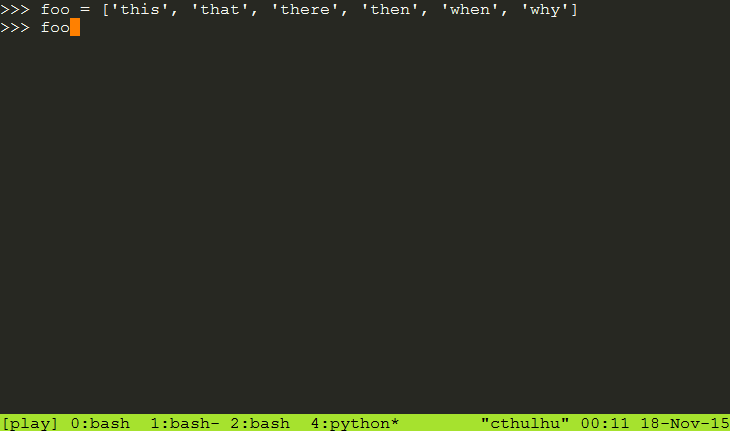 >>> foo = ['this', 'that', 'there', 'then', 'when', 'why']
>>> foo
[play] 0:bash  1:bash- 2:bash  4:python*        "cthulhu" 00:11 18-Nov-15